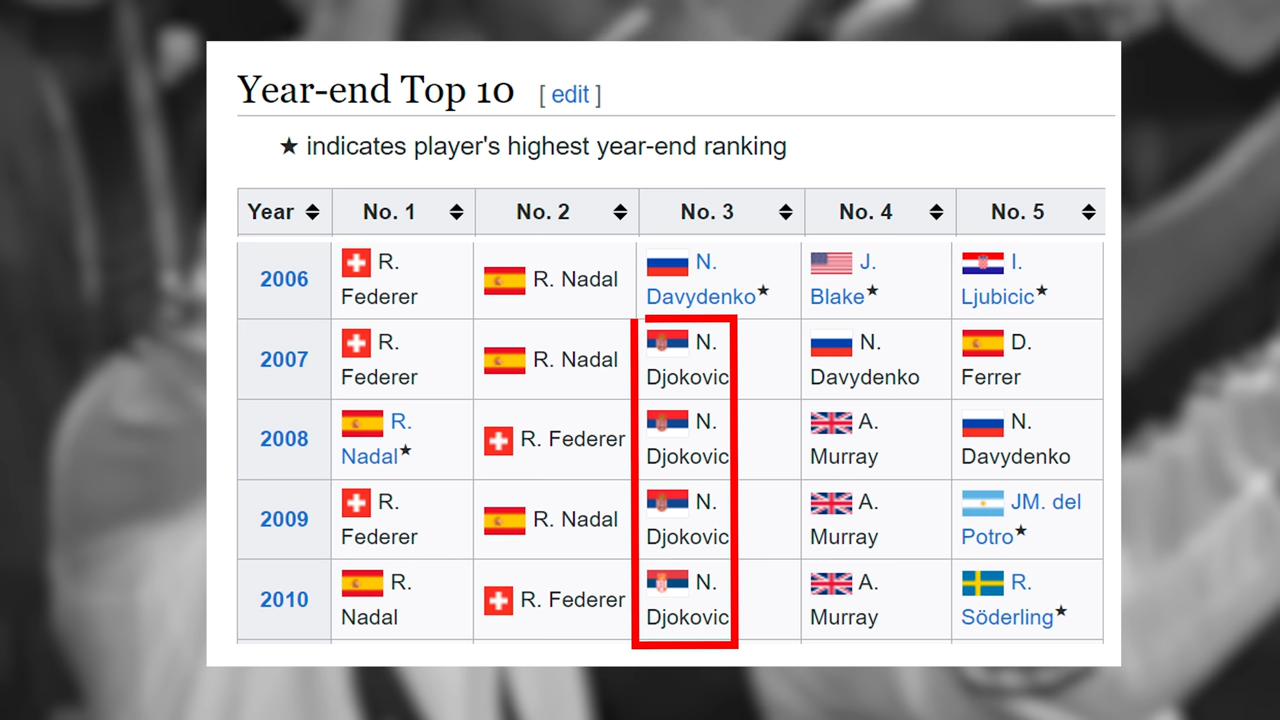 Year-end Top 10 [ edit ]
★ indicates player's highest year-end ranking
Year No. 1 No. 2 No. 3 No. 4 No. 5
2006 R. Federer R. Nadal N. Davydenko★ J. Blake★ I. Ljubicic★
2007 R. Federer R. Nadal N. Djokovic N. Davydenko D. Ferrer
2008 R. Nadal★ R. Federer N. Djokovic A. Murray N. Davydenko
2009 R. Federer R. Nadal N. Djokovic A. Murray JM. del Potro★
2010 R. Nadal R. Federer N. Djokovic A. Murray R. Söderling★